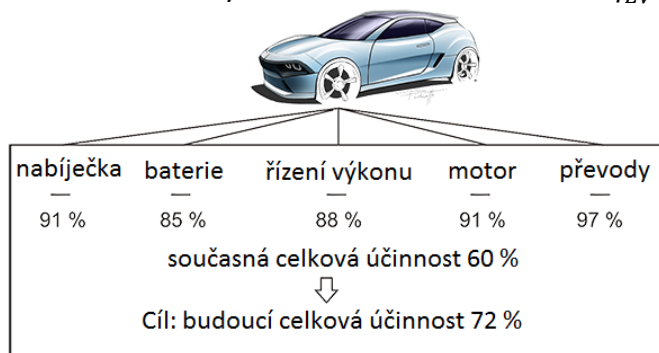 nabíječka baterie řízení výkonu motor převody
91 % 85 % 88 % 91 % 97 %
současná celková účinnost 60 %
Cíl: budoucí celková účinnost 72 %